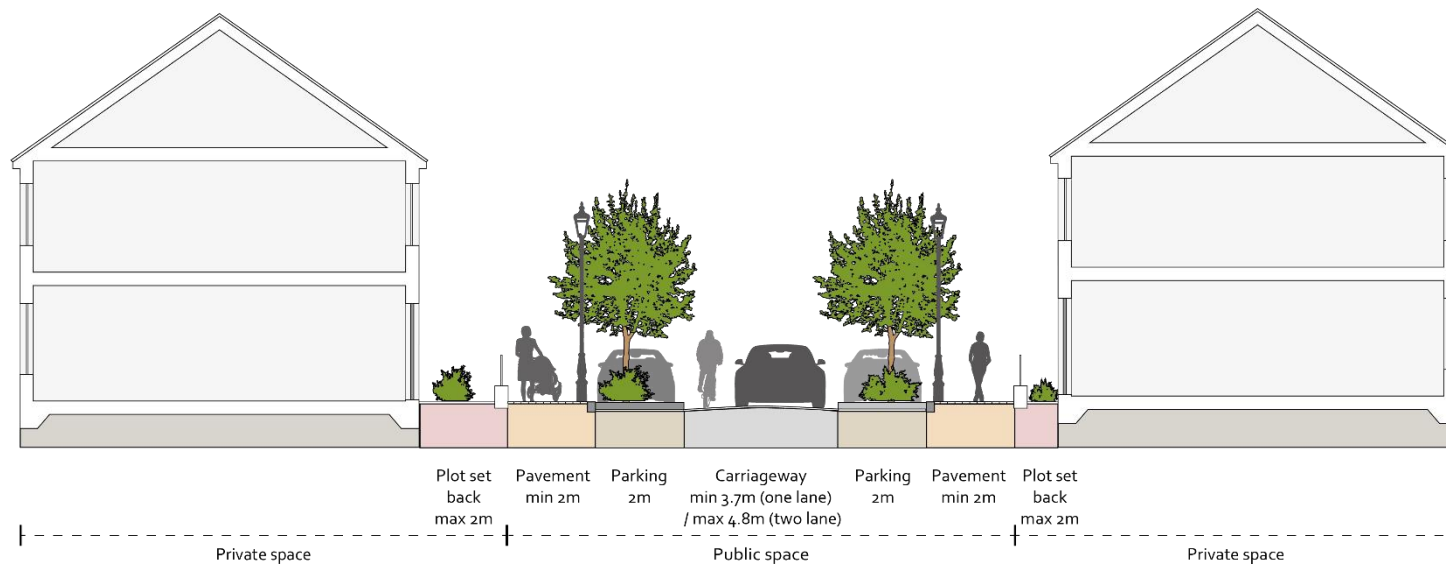 Plot set
back
max 2m
Pavement
min 2m
Parking
2m
Carriageway
min 3.7m (one lane)
/ max 4.8m (two lane)
Parking
2m
Pavement
min 2m
Plot set
back
max 2m
Private space
Public space
Private space